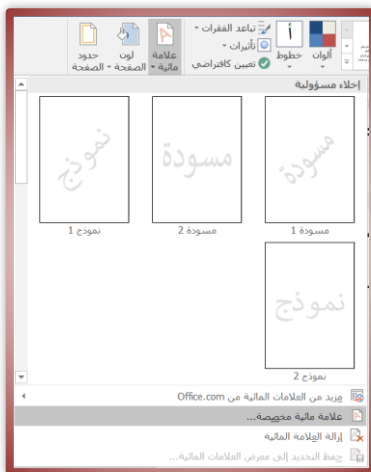 تباعد الفقرات
تأثيرات
تعيين كافتراضي
ألوان
خطوط
أ
علامة
مائية
لون
الصفحة
حدود
الصفحة
إخلاء مسؤولية
مسودة
مسودة 1
مسودة
مسودة 2
نموذج
نموذج 1
نموذج
نموذج 2
مزيد من العلامات المائية من Office.com
علامة مائية مخصصة...
إزالة العلامة المائية
حفظ التحديد إلى معرض العلامات المائية...